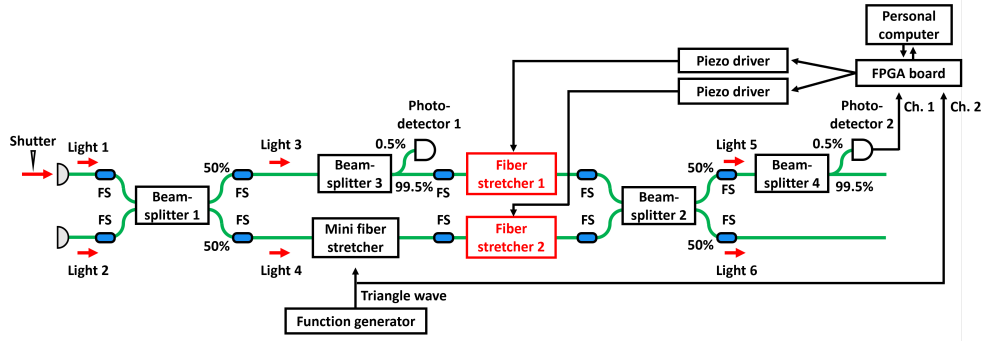 Personal
computer
Piezo driver
FPGA board
Piezo driver
Photo-
detector 1
Photo-
detector 2
Ch. 1
Ch. 2
Shutter
Light 1
50%
Light 3
0.5%
Light 5
0.5%
50%
Beam-
splitter 3
Fiber
stretcher 1
Beam-
splitter 4
FS
FS
99.5%
FS
FS
FS
99.5%
Beam-
splitter 1
Beam-
splitter 2
FS
FS
Mini fiber
stretcher
FS
Fiber
stretcher 2
FS
FS
50%
50%
Light 2
Light 4
Light 6
Triangle wave
Function generator